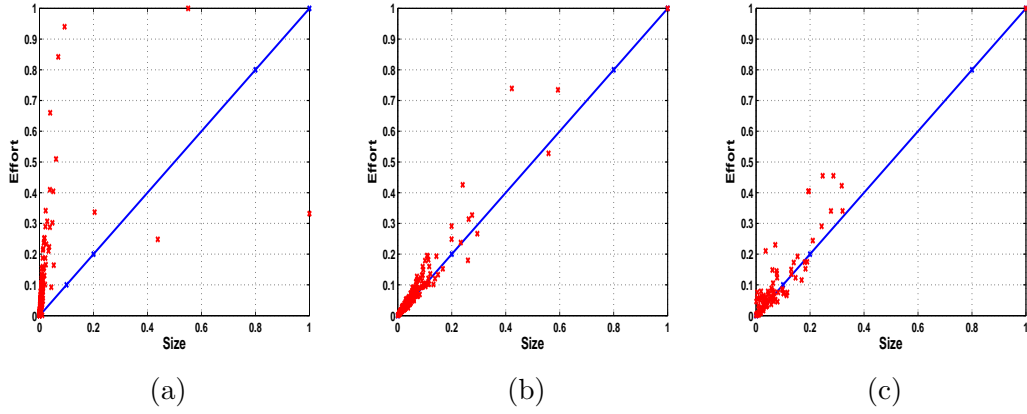 1 1 1
0.9 0.9 0.9
0.8 0.8 0.8
0.7 0.7 0.7
0.6 0.6 0.6
Effort Effort Effort
0.5 0.5 0.5
0.4 0.4 0.4
0.3 0.3 0.3
0.2 0.2 0.2
0.1 0.1 0.1
0 0 0
0 0.2 0.4 0.6 0.8 1 0 0.2 0.4 0.6 0.8 1 0 0.2 0.4 0.6 0.8 1
Size Size Size
(a) (b) (c)